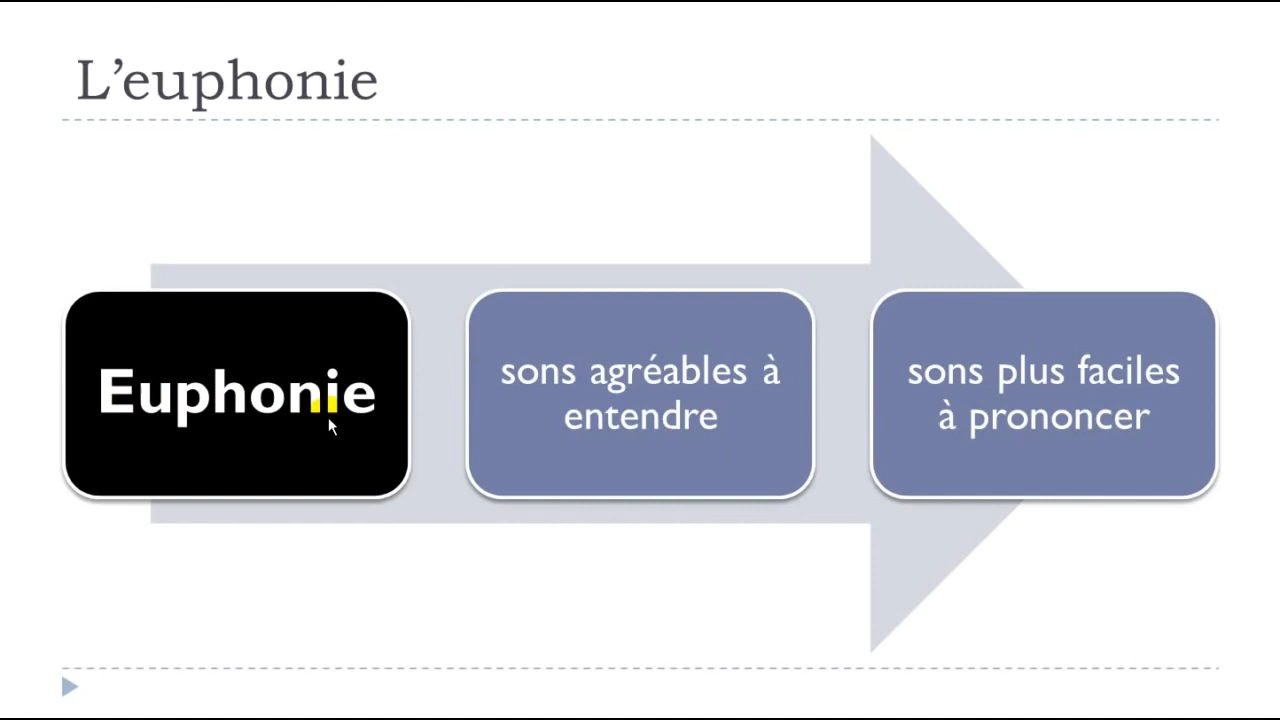 L’euphonie
Euphonie
sons agréables à
entendre
sons plus faciles
à prononcer